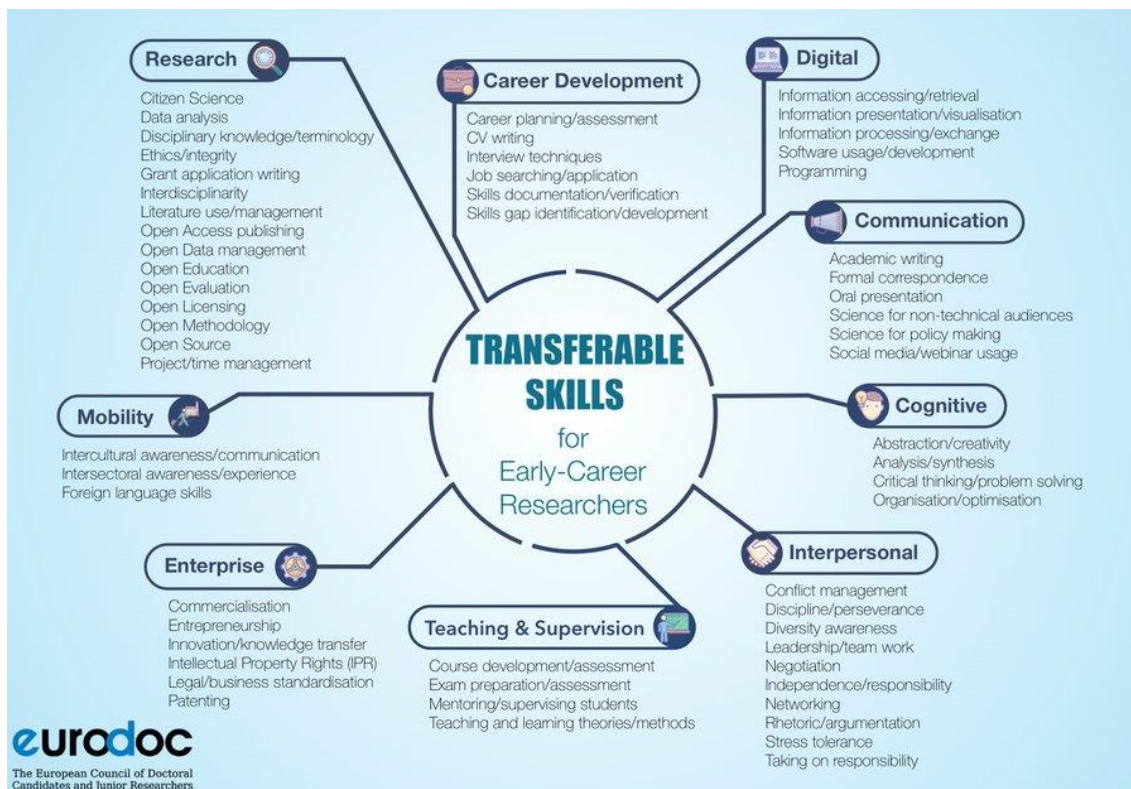 Research
Citizen Science
Data analysis
Disciplinary knowledge/terminology
Ethics/integrity
Grant application writing
Interdisciplinarity
Literature use/management
Open Access publishing
Open Data management
Open Education
Open Evaluation
Open Licensing
Open Methodology
Open Source
Project/time management
Career Development
Career planning/assessment
CV writing
Interview techniques
Job searching/application
Skills documentation/verification
Skills gap identification/development
Digital
Information accessing/retrieval
Information presentation/visualisation
Information processing/exchange
Software usage/development
Programming
Communication
Academic writing
Formal correspondence
Oral presentation
Science for non-technical audiences
Science for policy making
Social media/webinar usage
TRANSFERABLE
SKILLS
for
Early-Career
Researchers
Mobility
Intercultural awareness/communication
Intersectoral awareness/experience
Foreign language skills
Cognitive
Abstraction/creativity
Analysis/synthesis
Critical thinking/problem solving
Organisation/optimisation
Enterprise
Commercialisation
Entrepreneurship
Innovation/knowledge transfer
Intellectual Property Rights (IPR)
Legal/business standardisation
Patenting
Teaching & Supervision
Course development/assessment
Exam preparation/assessment
Mentoring/supervising students
Teaching and learning theories/methods
Interpersonal
Conflict management
Discipline/perseverance
Diversity awareness
Leadership/team work
Negotiation
Independence/responsibility
Networking
Rhetoric/argumentation
Stress tolerance
Taking on responsibility
eurodoc
The European Council of Doctoral
Candidates and Junior Researchers